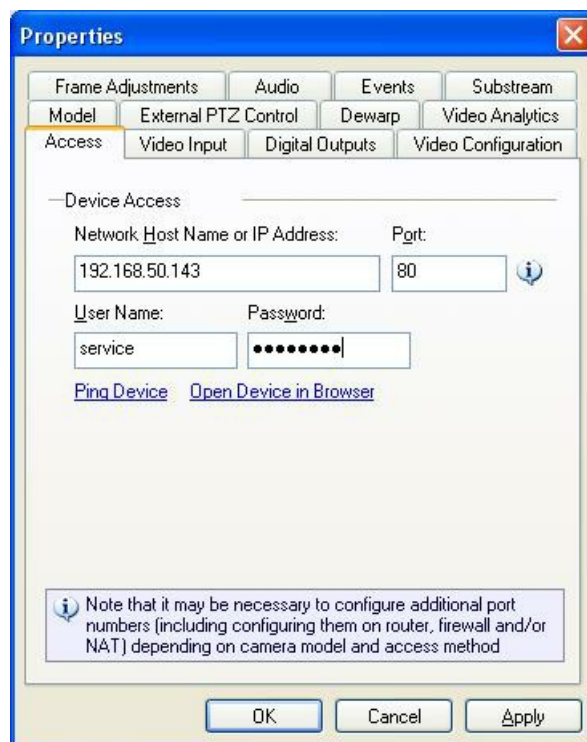 Properties
Frame Adjustments Audio Events Substream
Model External PTZ Control Dewarp Video Analytics
Access Video Input Digital Outputs Video Configuration
Device Access
Network Host Name or IP Address: Port:
192.168.50.143 80
User Name: Password:
service ●●●●●●●●
Ping Device Open Device in Browser
Note that it may be necessary to configure additional port
numbers (including configuring them on router, firewall and/or
NAT) depending on camera model and access method
OK Cancel Apply